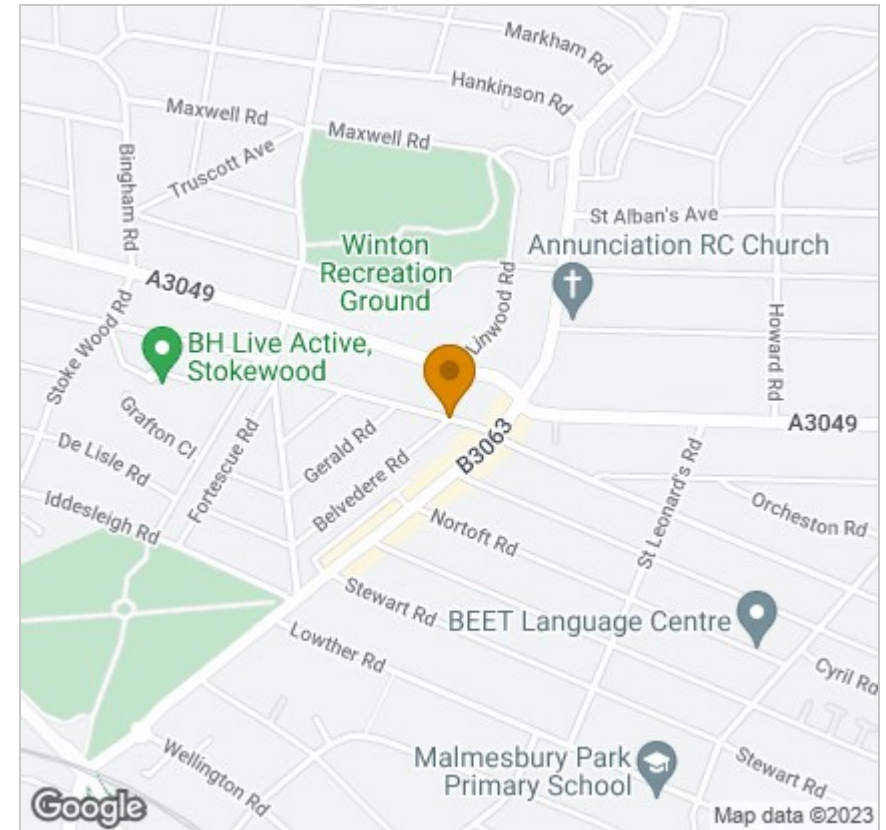 Markham Rd
Hankinson Rd
Maxwell Rd
Maxwell Rd
Truscott Ave
Bingham Rd
St Alban's Ave
Winton
Recreation
Ground
Annunciation RC Church
A3049
Linwood Rd
Howard Rd
Stoke Wood Rd
BH Live Active,
Stokewood
Grafton Cl
Gerald Rd
A3049
B3063
De Lisle Rd
Fortescue Rd
Belvedere Rd
St Leonard's Rd
Iddesleigh Rd
Orcheston Rd
Nortoft Rd
Stewart Rd
BEET Language Centre
Lowther Rd
Cyril Ro
Wellington Rd
Malmesbury Park
Primary School
Stewart Rd
Google
Map data ©2023